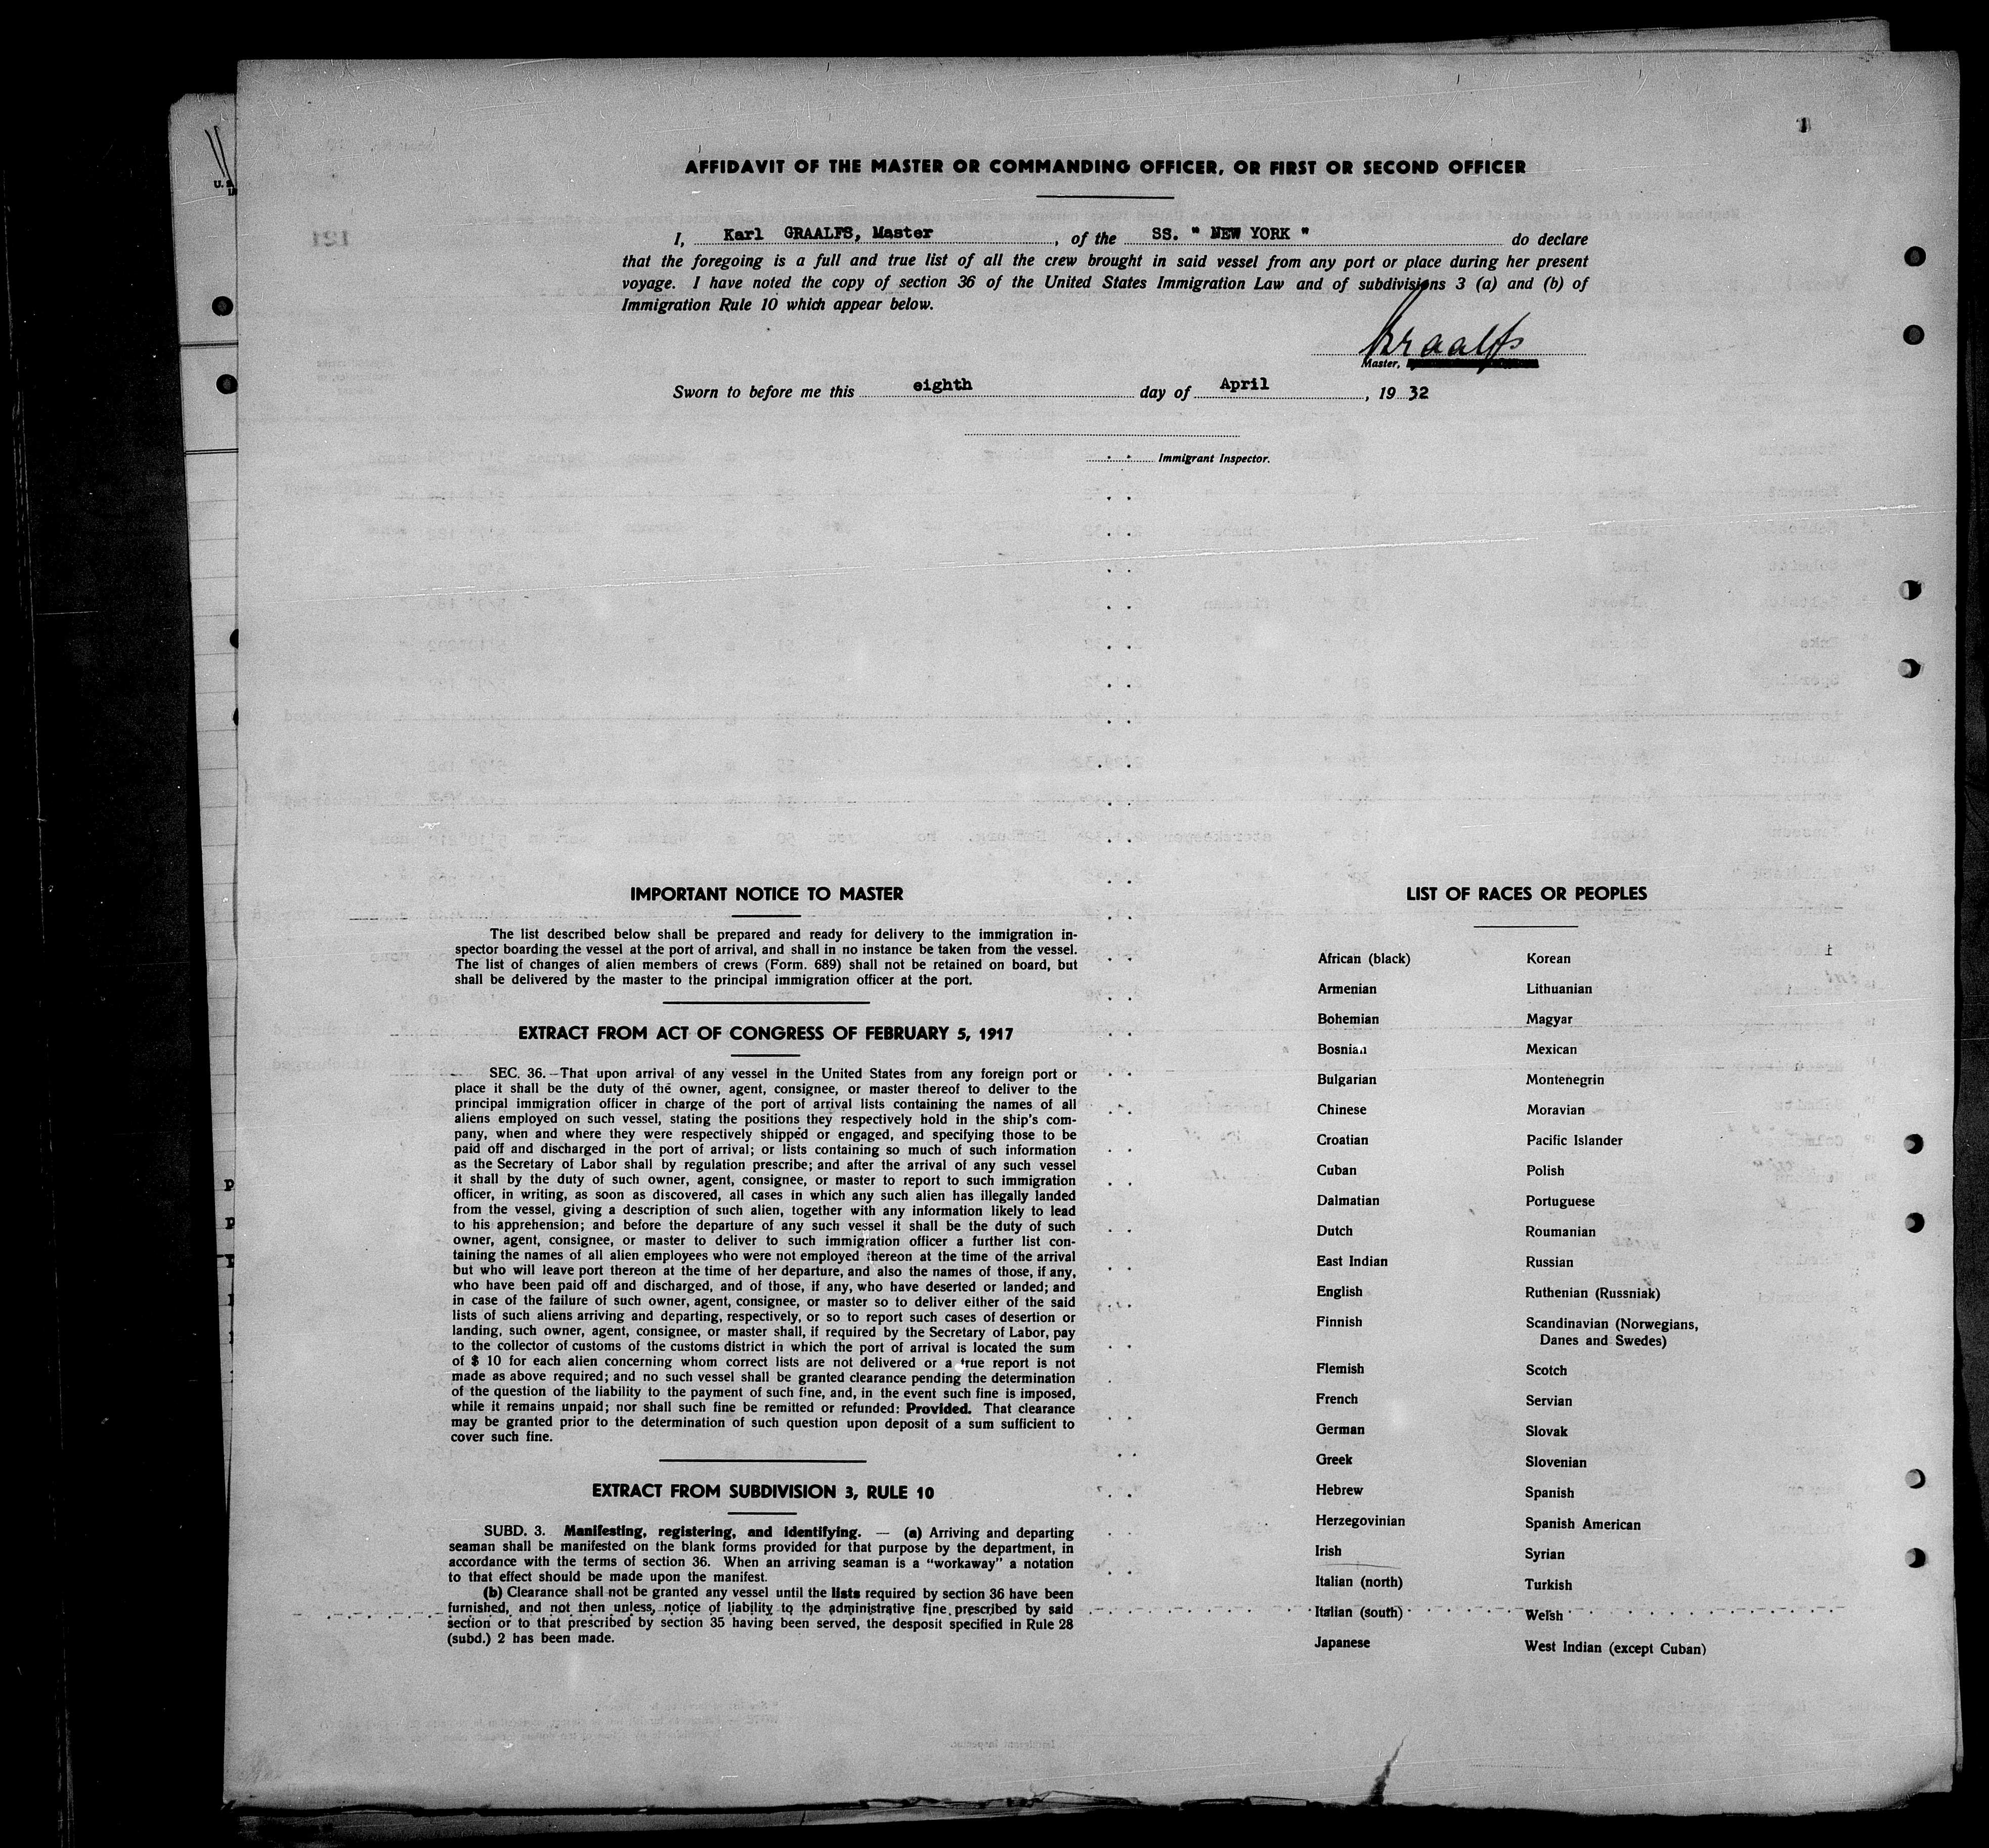 1
AFFIDAVIT OF THE MASTER OR COMMANDING OFFICER, OR FIRST OR SECOND OFFICER
I, Karl GRAALFS, Master, of the SS. " NEW YORK " do declare
that the foregoing is a full and true list of all the crew brought in said vessel from any port or place during her present
voyage. I have noted the copy of section 36 of the United States Immigration Law and of subdivisions 3 (a) and (b) of
Immigration Rule 10 which appear below.
Graalfs
Master,
Sworn to before me this eighth day of April, 19 32
Immigrant Inspector.
IMPORTANT NOTICE TO MASTER
The list described below shall be prepared and ready for delivery to the immigration in-
spector boarding the vessel at the port of arrival, and shall in no instance be taken from the vessel.
The list of changes of alien members of crews (Form. 689) shall not be retained on board, but
shall be delivered by the master to the principal immigration officer at the port.
EXTRACT FROM ACT OF CONGRESS OF FEBRUARY 5, 1917
SEC. 36.—That upon arrival of any vessel in the United States from any foreign port or
place it shall be the duty of the owner, agent, consignee, or master thereof to deliver to the
principal immigration officer in charge of the port of arrival lists containing the names of all
aliens employed on such vessel, stating the positions they respectively hold in the ship's com-
pany, when and where they were respectively shipped or engaged, and specifying those to be
paid off and discharged in the port of arrival; or lists containing so much of such information
as the Secretary of Labor shall by regulation prescribe; and after the arrival of any such vessel
it shall by the duty of such owner, agent, consignee, or master to report to such immigration
officer, in writing, as soon as discovered, all cases in which any such alien has illegally landed
from the vessel, giving a description of such alien, together with any information likely to lead
to his apprehension; and before the departure of any such vessel it shall be the duty of such
owner, agent, consignee, or master to deliver to such immigration officer a further list con-
taining the names of all alien employees who were not employed thereon at the time of the arrival
but who will leave port thereon at the time of her departure, and also the names of those, if any,
who have been paid off and discharged, and of those, if any, who have deserted or landed; and
in case of the failure of such owner, agent, consignee, or master so to deliver either of the said
lists of such aliens arriving and departing, respectively, or so to report such cases of desertion or
landing, such owner, agent, consignee, or master shall, if required by the Secretary of Labor, pay
to the collector of customs of the customs district in which the port of arrival is located the sum
of $ 10 for each alien concerning whom correct lists are not delivered or a true report is not
made as above required; and no such vessel shall be granted clearance pending the determination
of the question of the liability to the payment of such fine, and, in the event such fine is imposed,
while it remains unpaid; nor shall such fine be remitted or refunded: Provided. That clearance
may be granted prior to the determination of such question upon deposit of a sum sufficient to
cover such fine.
EXTRACT FROM SUBDIVISION 3, RULE 10
SUBD. 3. Manifesting, registering, and identifying. — (a) Arriving and departing
seaman shall be manifested on the blank forms provided for that purpose by the department, in
accordance with the terms of section 36. When an arriving seaman is a "workaway" a notation
to that effect should be made upon the manifest.
(b) Clearance shall not be granted any vessel until the lists required by section 36 have been
furnished, and not then unless, notice of liability to the administrative fine prescribed by said
section or to that prescribed by section 35 having been served, the desposit specified in Rule 28
(subd.) 2 has been made.
LIST OF RACES OR PEOPLES
African (black)
Armenian
Bohemian
Bosnian
Bulgarian
Chinese
Croatian
Cuban
Dalmatian
Dutch
East Indian
English
Finnish
Flemish
French
German
Greek
Hebrew
Herzegovinian
Irish
Italian (north)
Italian (south)
Japanese
Korean
Lithuanian
Magyar
Mexican
Montenegrin
Moravian
Pacific Islander
Polish
Portuguese
Roumanian
Russian
Ruthenian (Russniak)
Scandinavian (Norwegians,
Danes and Swedes)
Scotch
Servian
Slovak
Slovenian
Spanish
Spanish American
Syrian
Turkish
Welsh
West Indian (except Cuban)